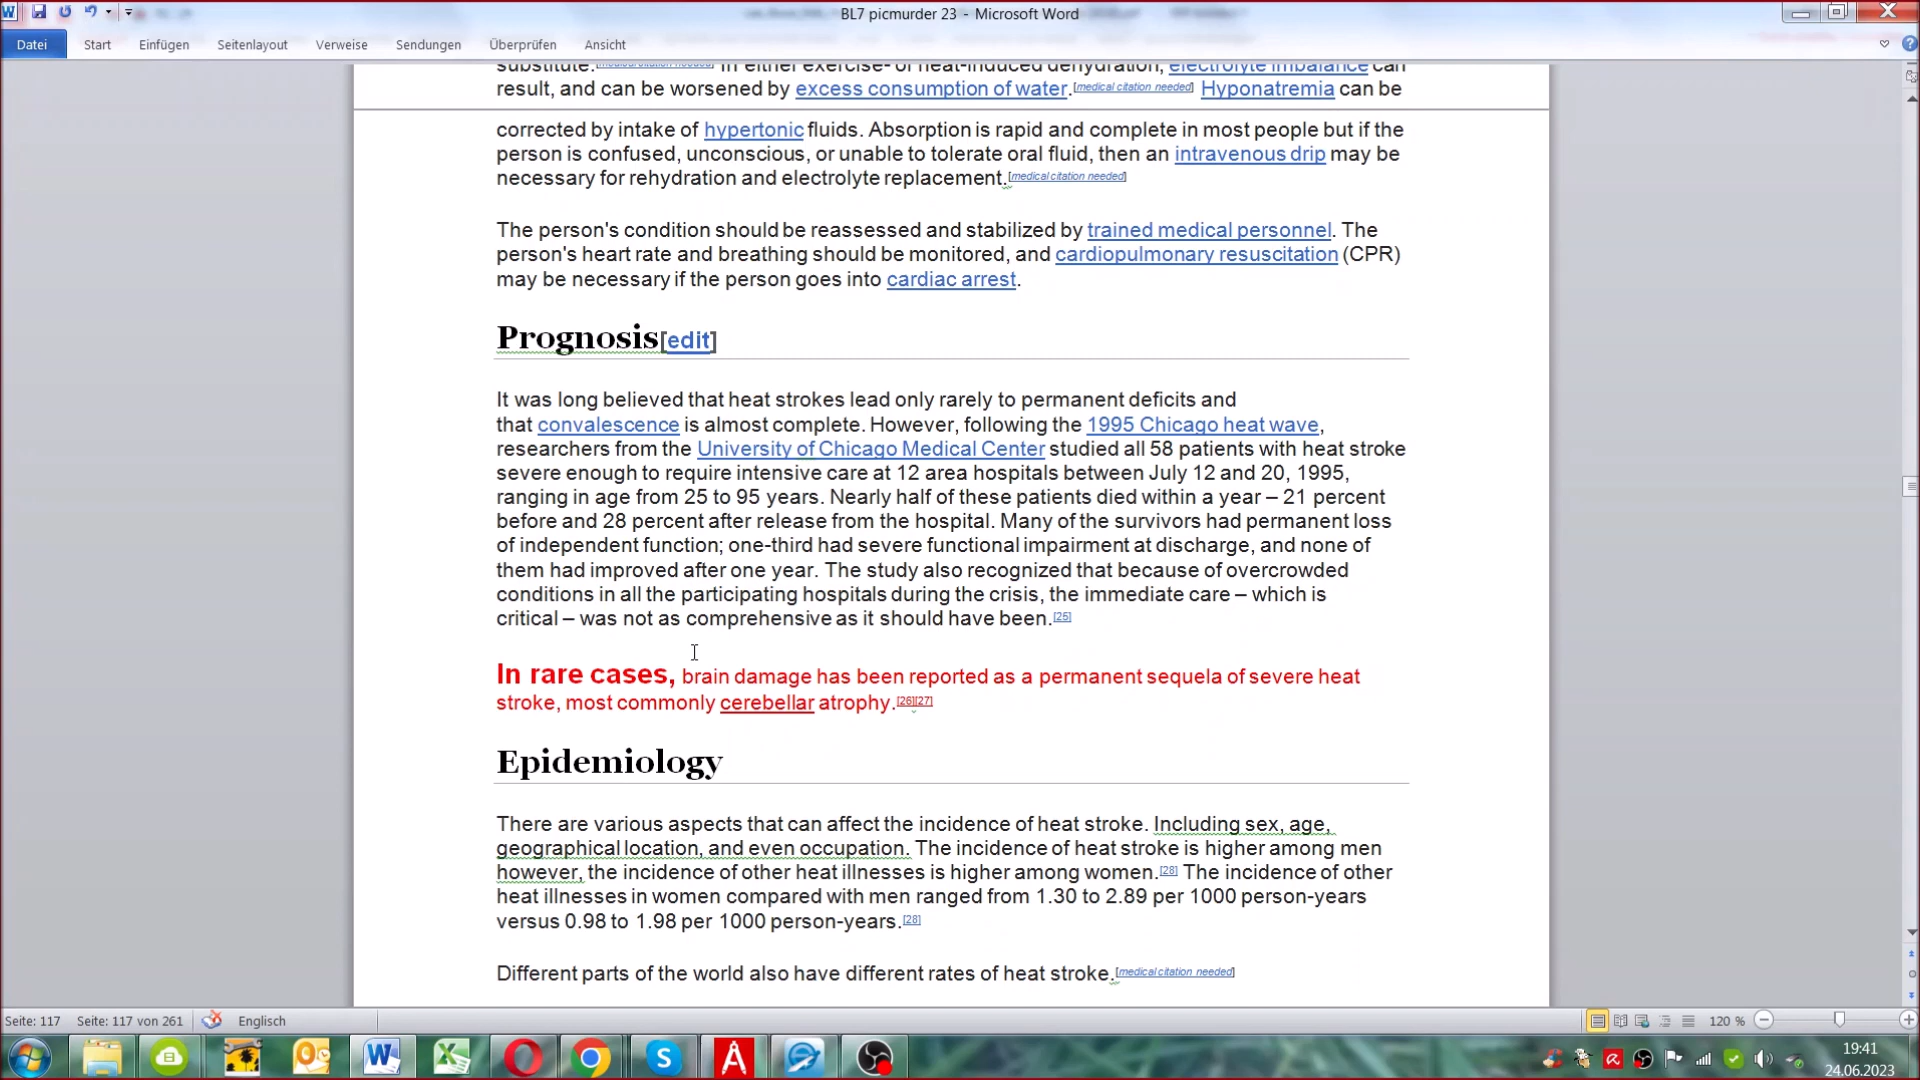 BL7 picmurder 23 - Microsoft Word
Datei Start Einfügen Seitenlayout Verweise Sendungen Überprüfen Ansicht
substitute.[medical citation needed] In either exercise- or heat-induced dehydration, electrolyte imbalance can
result, and can be worsened by excess consumption of water.[medical citation needed] Hyponatremia can be
corrected by intake of hypertonic fluids. Absorption is rapid and complete in most people but if the
person is confused, unconscious, or unable to tolerate oral fluid, then an intravenous drip may be
necessary for rehydration and electrolyte replacement.[medical citation needed]
The person's condition should be reassessed and stabilized by trained medical personnel. The
person's heart rate and breathing should be monitored, and cardiopulmonary resuscitation (CPR)
may be necessary if the person goes into cardiac arrest.
Prognosis[edit]
It was long believed that heat strokes lead only rarely to permanent deficits and
that convalescence is almost complete. However, following the 1995 Chicago heat wave,
researchers from the University of Chicago Medical Center studied all 58 patients with heat stroke
severe enough to require intensive care at 12 area hospitals between July 12 and 20, 1995,
ranging in age from 25 to 95 years. Nearly half of these patients died within a year – 21 percent
before and 28 percent after release from the hospital. Many of the survivors had permanent loss
of independent function; one-third had severe functional impairment at discharge, and none of
them had improved after one year. The study also recognized that because of overcrowded
conditions in all the participating hospitals during the crisis, the immediate care – which is
critical – was not as comprehensive as it should have been.[25]
In rare cases, brain damage has been reported as a permanent sequela of severe heat
stroke, most commonly cerebellar atrophy.[26][27]
Epidemiology
There are various aspects that can affect the incidence of heat stroke. Including sex, age,
geographical location, and even occupation. The incidence of heat stroke is higher among men
however, the incidence of other heat illnesses is higher among women.[28] The incidence of other
heat illnesses in women compared with men ranged from 1.30 to 2.89 per 1000 person-years
versus 0.98 to 1.98 per 1000 person-years.[28]
Different parts of the world also have different rates of heat stroke.[medical citation needed]
Seite: 117 Seite: 117 von 261 Englisch 120 %
19:41
24.06.2023